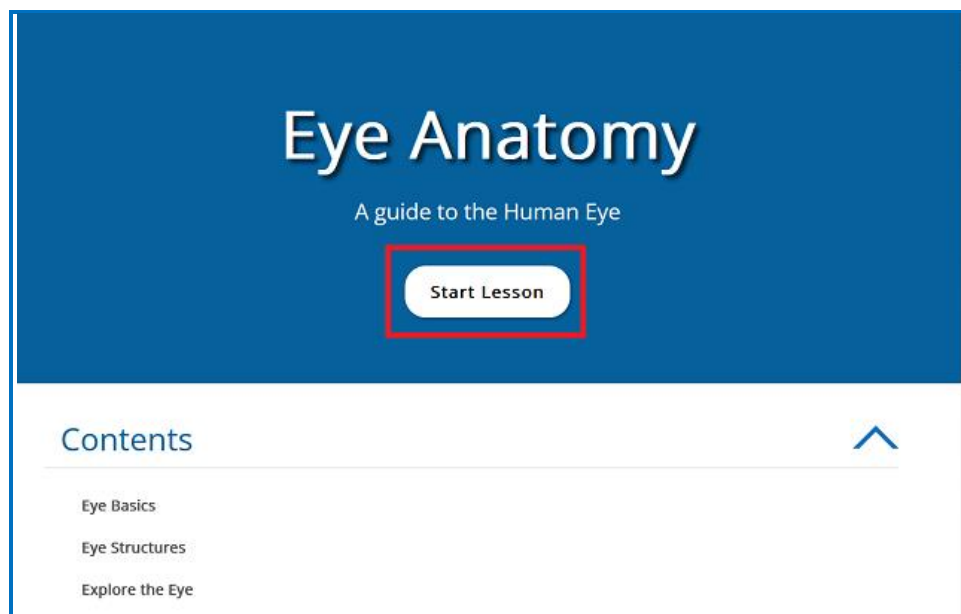 Eye Anatomy
A guide to the Human Eye
Start Lesson
Contents
Eye Basics
Eye Structures
Explore the Eye